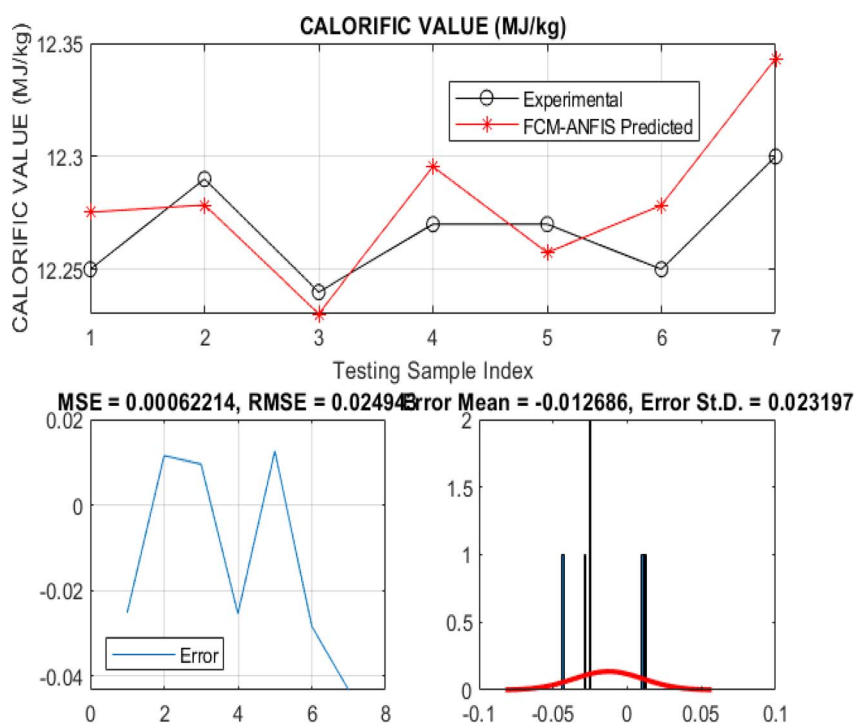 CALORIFIC VALUE (MJ/kg)
CALORIFIC VALUE (MJ/kg)
12.35
12.3
12.25
Experimental
FCM-ANFIS Predicted
1 2 3 4 5 6 7
Testing Sample Index
MSE = 0.00062214, RMSE = 0.024943
Error Mean = -0.012686, Error St.D. = 0.023197
0.02
0
-0.02
-0.04
Error
0 2 4 6 8
2
1.5
1
0.5
0
-0.1 -0.05 0 0.05 0.1